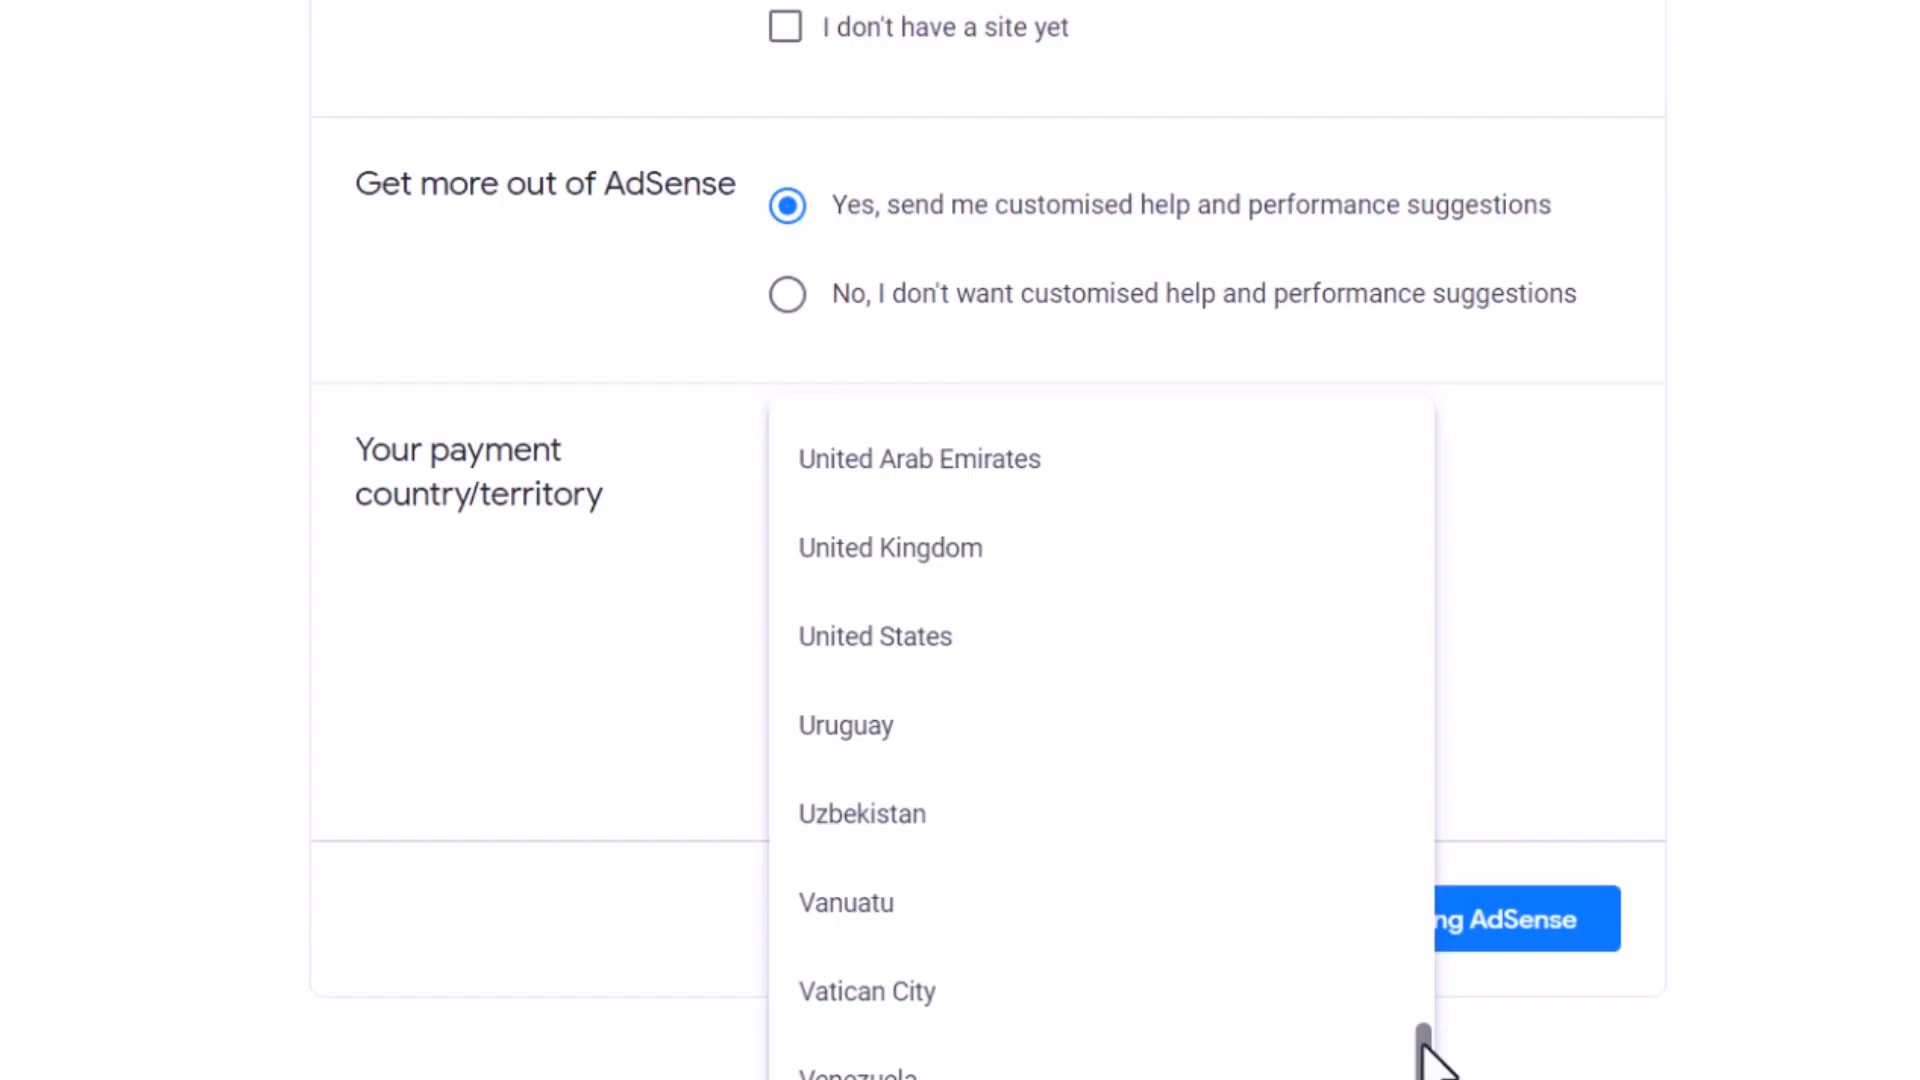 I don't have a site yet
Get more out of AdSense
Yes, send me customised help and performance suggestions
No, I don't want customised help and performance suggestions
Your payment
country/territory
United Arab Emirates
United Kingdom
United States
Uruguay
Uzbekistan
Vanuatu
ng AdSense
Vatican City
Venezuela